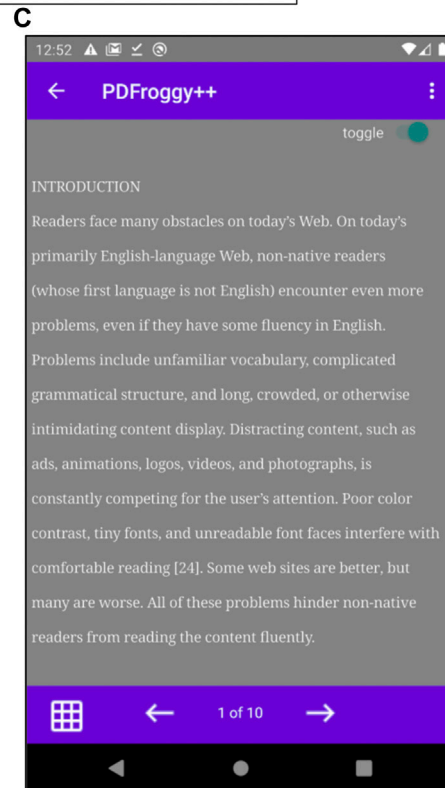 C
12:52
PDFroggy++
toggle
INTRODUCTION
Readers face many obstacles on today's Web. On today's
primarily English-language Web, non-native readers
(whose first language is not English) encounter even more
problems, even if they have some fluency in English.
Problems include unfamiliar vocabulary, complicated
grammatical structure, and long, crowded, or otherwise
intimidating content display. Distracting content, such as
ads, animations, logos, videos, and photographs, is
constantly competing for the user's attention. Poor color
contrast, tiny fonts, and unreadable font faces interfere with
comfortable reading [24]. Some web sites are better, but
many are worse. All of these problems hinder non-native
readers from reading the content fluently.
1 of 10